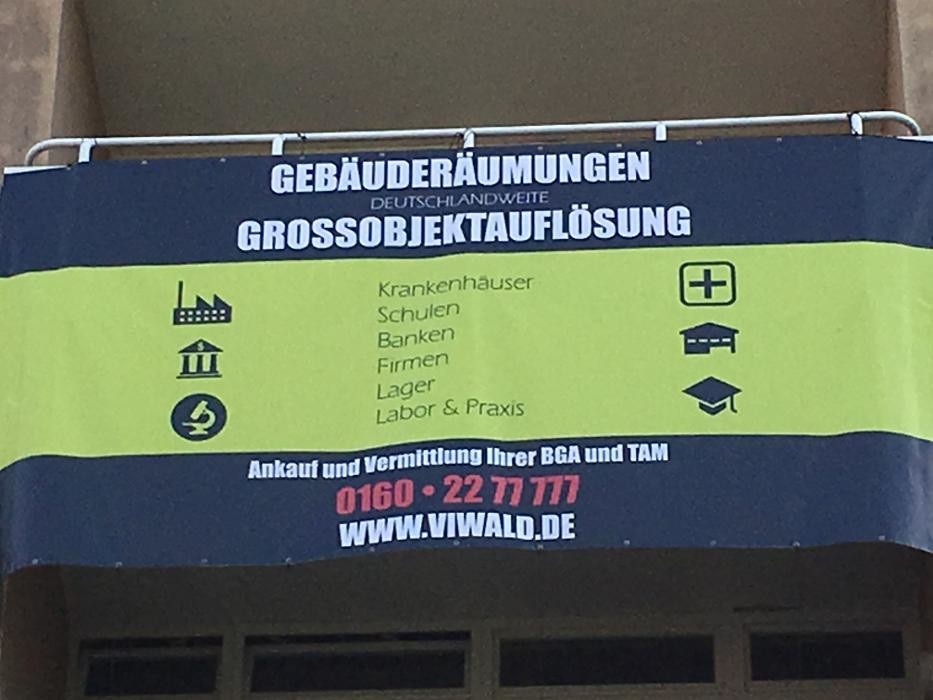 GEBÄUDERÄUMUNGEN
DEUTSCHLANDWEITE
GROSSOBJEKTAUFLÖSUNG
Krankenhäuser
Schulen
Banken
Firmen
Lager
Labor & Praxis
Ankauf und Vermittlung Ihrer BGA und TAM
0160 • 22 77 777
WWW.VIWALD.DE